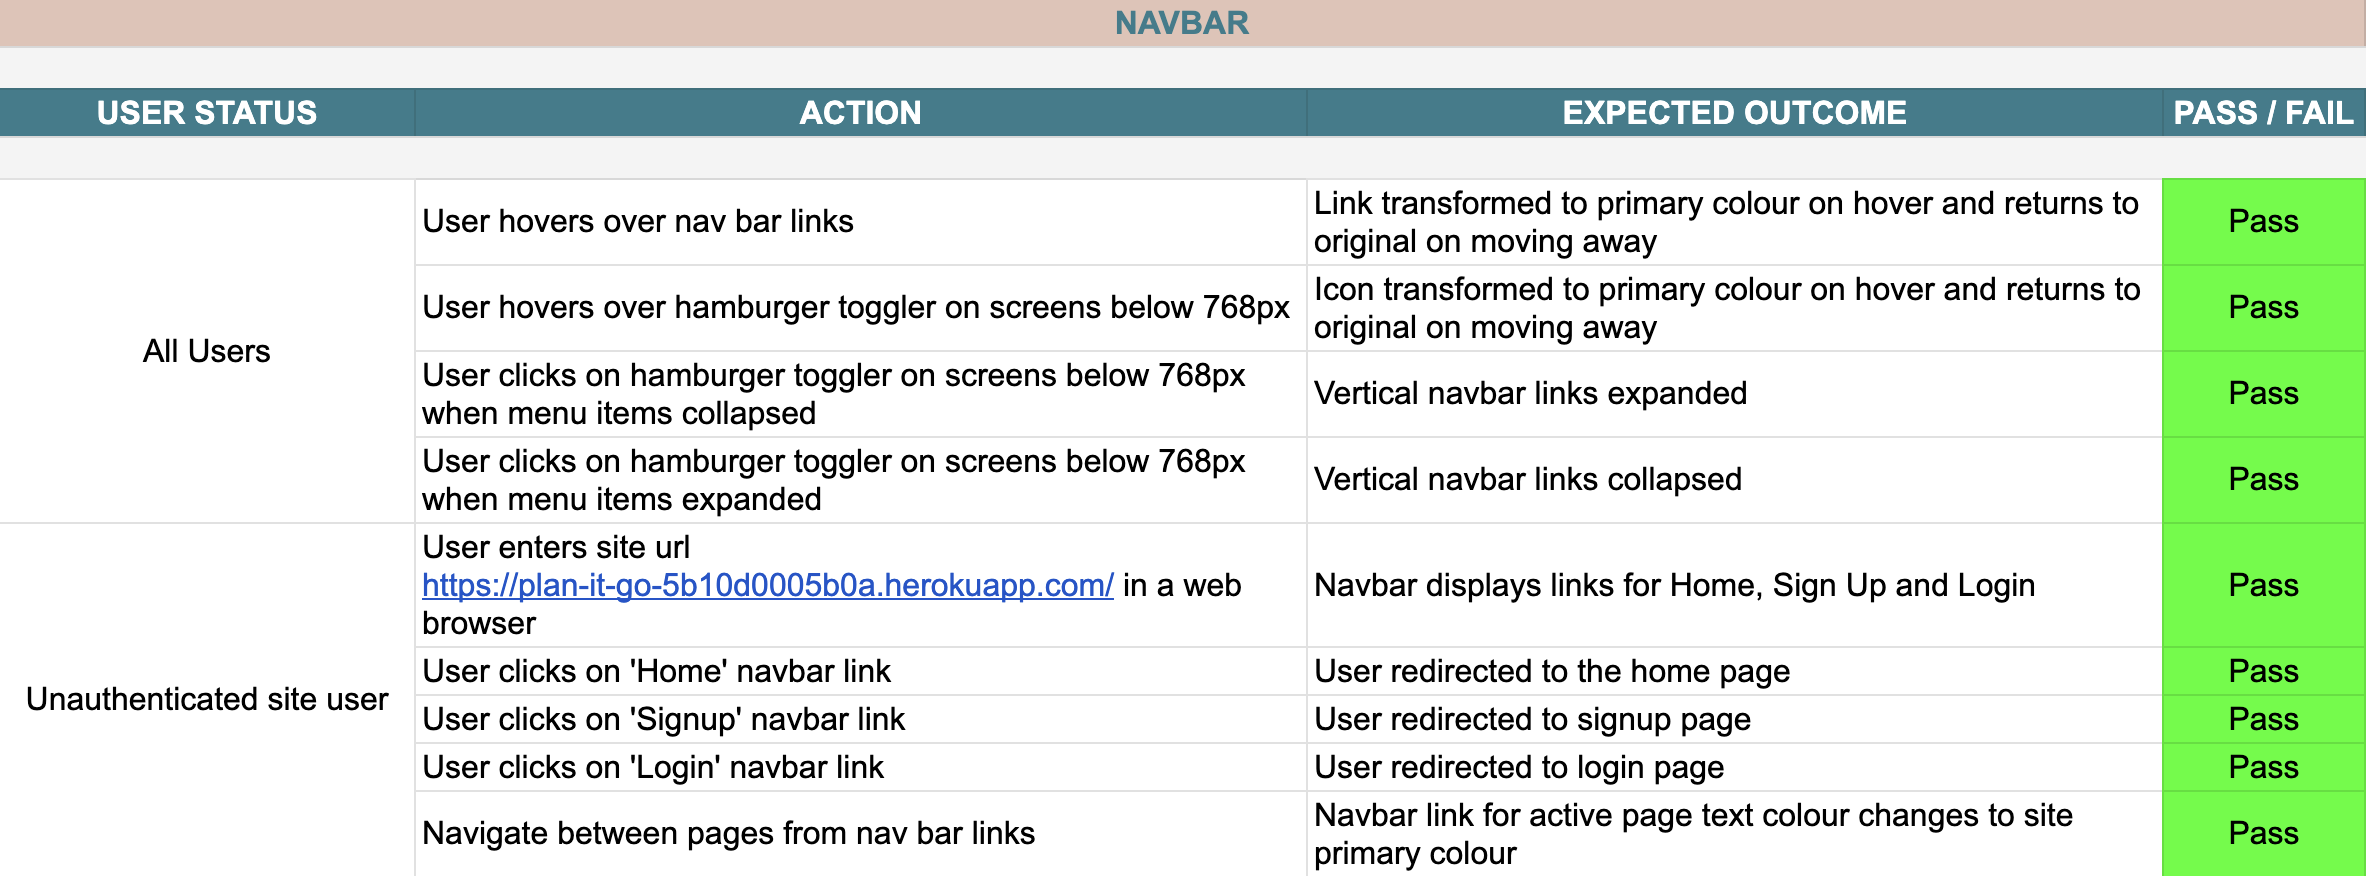 NAVBAR
USER STATUS ACTION EXPECTED OUTCOME PASS / FAIL
All Users
User hovers over nav bar links
Link transformed to primary colour on hover and returns to
original on moving away
Pass
User hovers over hamburger toggler on screens below 768px
Icon transformed to primary colour on hover and returns to
original on moving away
Pass
User clicks on hamburger toggler on screens below 768px
when menu items collapsed
Vertical navbar links expanded
Pass
User clicks on hamburger toggler on screens below 768px
when menu items expanded
Vertical navbar links collapsed
Pass
Unauthenticated site user
User enters site url
https://plan-it-go-5b10d0005b0a.herokuapp.com/ in a web
browser
Navbar displays links for Home, Sign Up and Login
Pass
User clicks on 'Home' navbar link
User redirected to the home page
Pass
User clicks on 'Signup' navbar link
User redirected to signup page
Pass
User clicks on 'Login' navbar link
User redirected to login page
Pass
Navigate between pages from nav bar links
Navbar link for active page text colour changes to site
primary colour
Pass